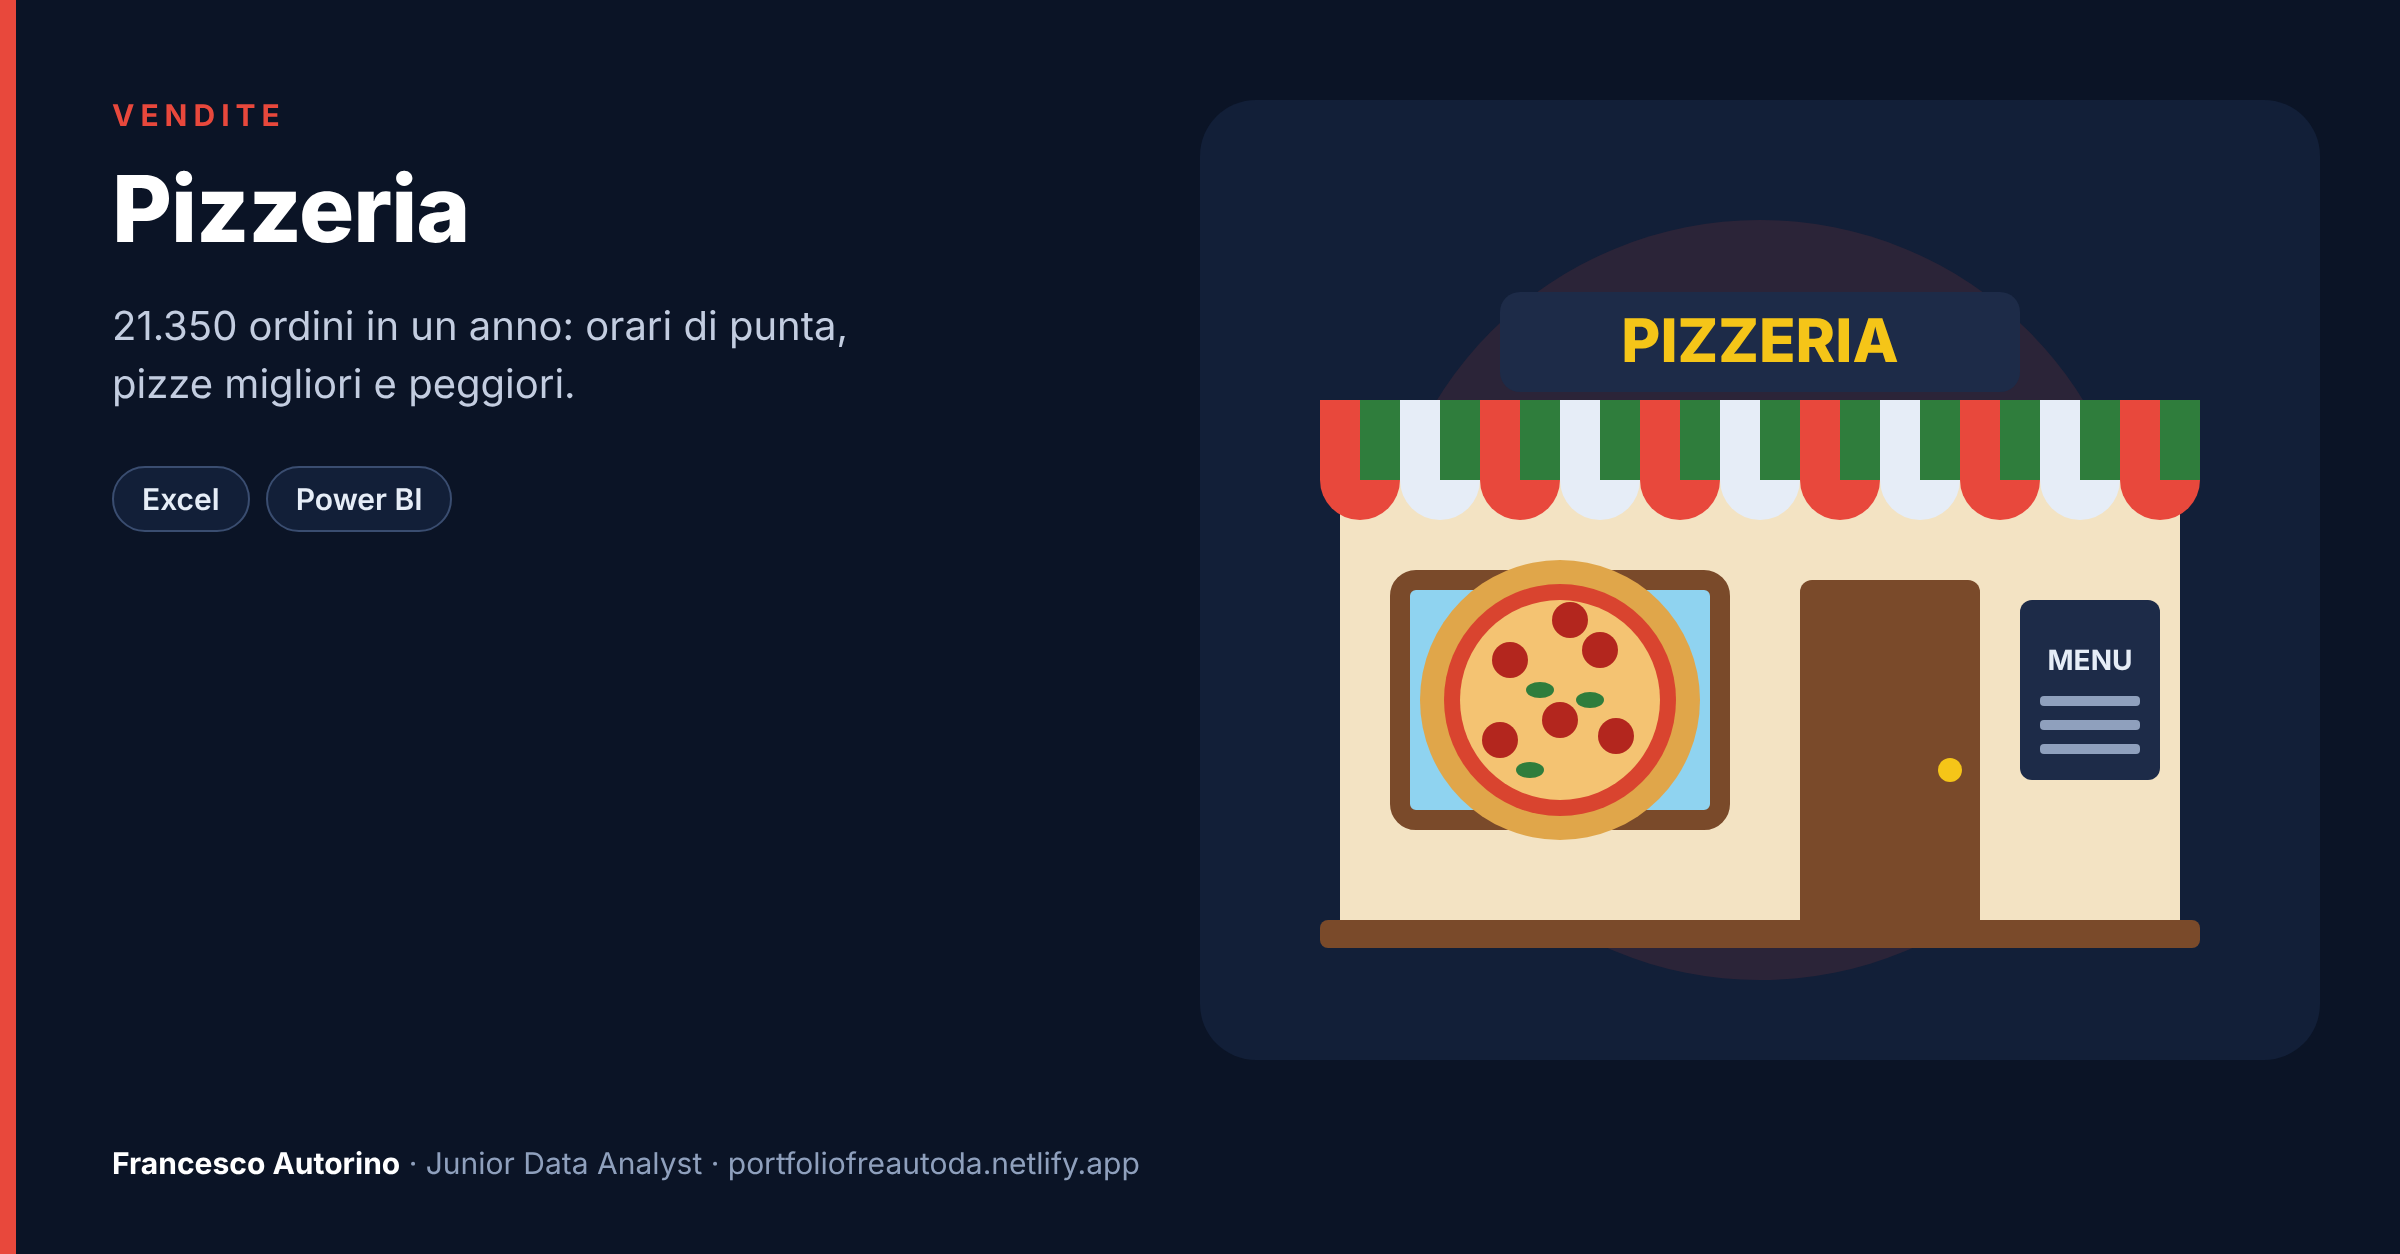 VENDITE
Pizzeria
21.350 ordini in un anno: orari di punta,
pizze migliori e peggiori.
Excel
Power BI
PIZZERIA
MENU
Francesco Autorino · Junior Data Analyst · portfoliofreautoda.netlify.app